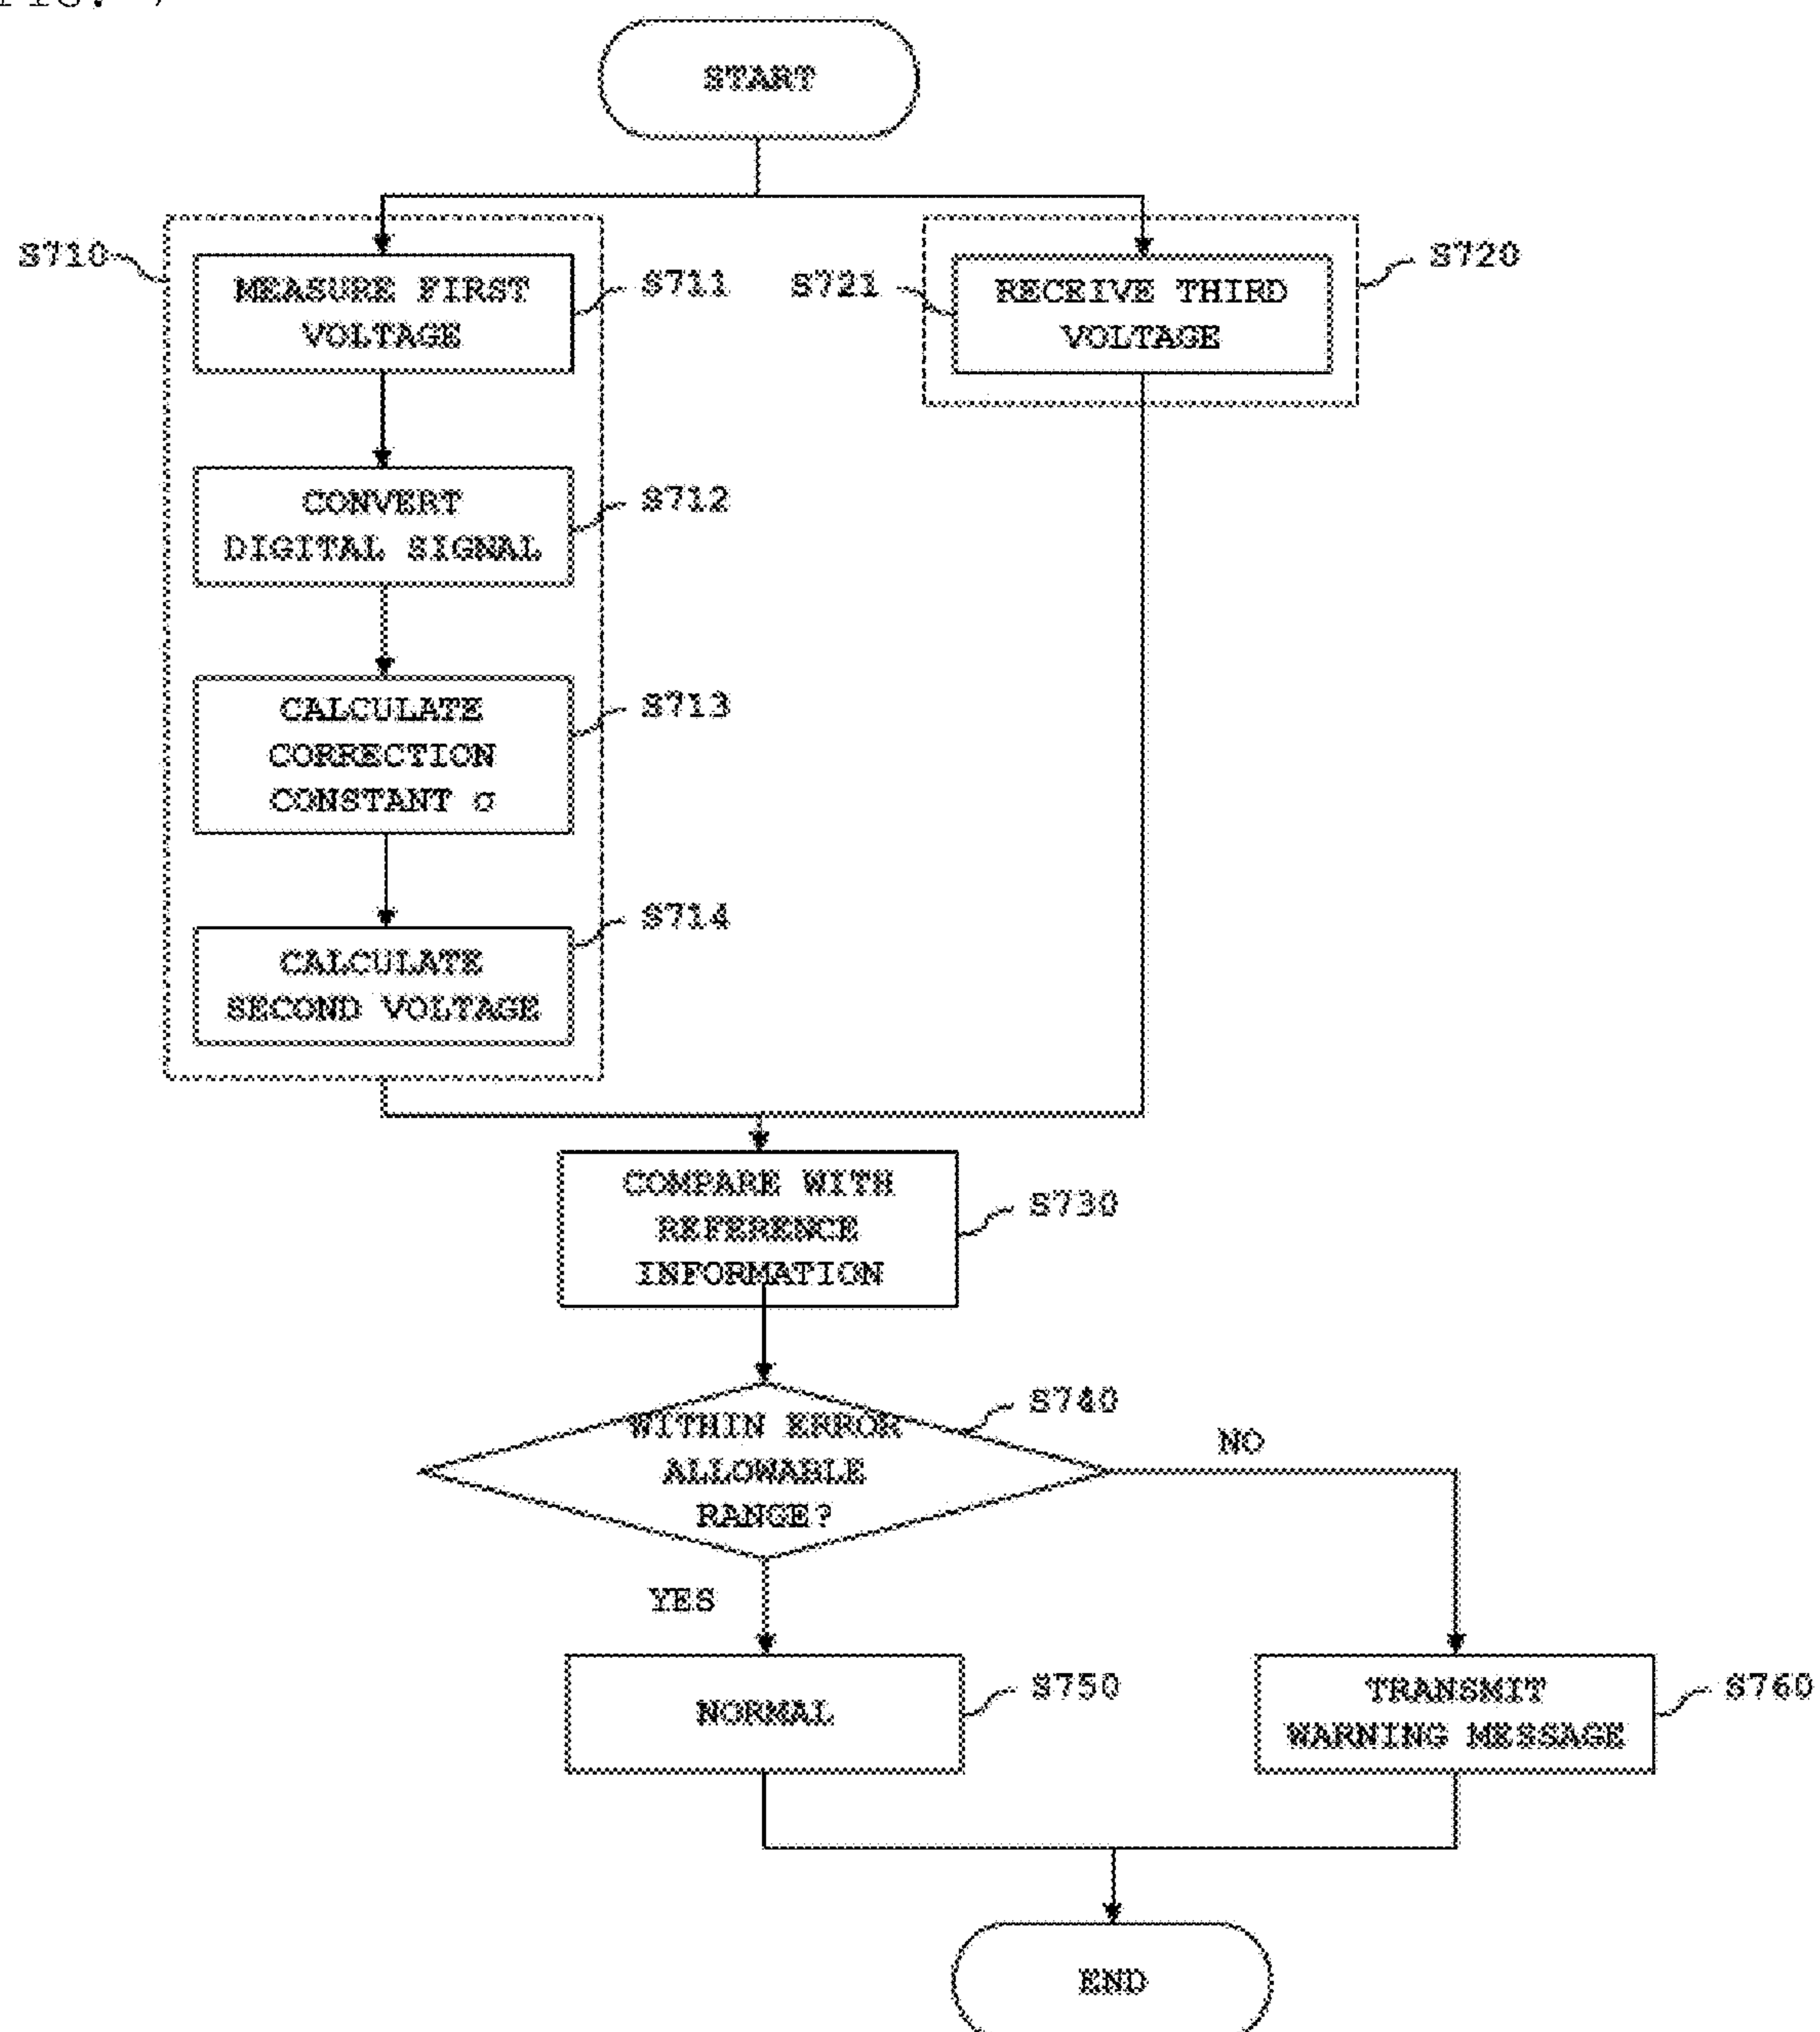 START
S710
MEASURE FIRST
VOLTAGE
S711
S721
RECEIVE THIRD
VOLTAGE
S720
CONVERT
DIGITAL SIGNAL
S712
CALCULATE
CORRECTION
CONSTANT σ
S713
CALCULATE
SECOND VOLTAGE
S714
COMPARE WITH
REFERENCE
INFORMATION
S730
WITHIN ERROR
ALLOWABLE
RANGE?
S740
NO
YES
NORMAL
S750
TRANSMIT
WARNING MESSAGE
S760
END